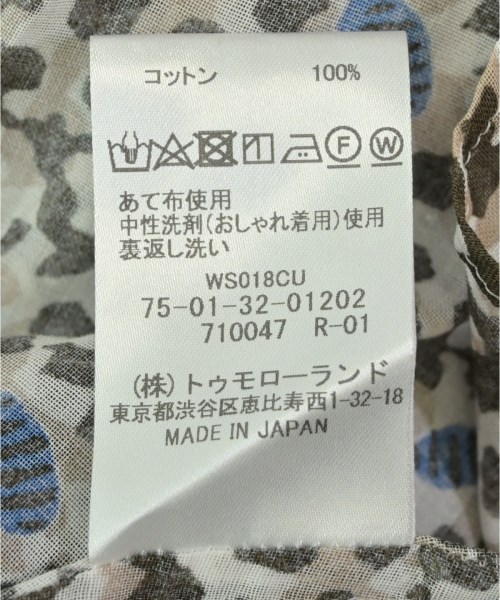 コットン 100%
F W
あて布使用
中性洗剤(おしゃれ着用)使用
裏返し洗い
WS018CU
75-01-32-01202
710047 R-01
(株)トゥモローランド
東京都渋谷区恵比寿西1-32-18
MADE IN JAPAN